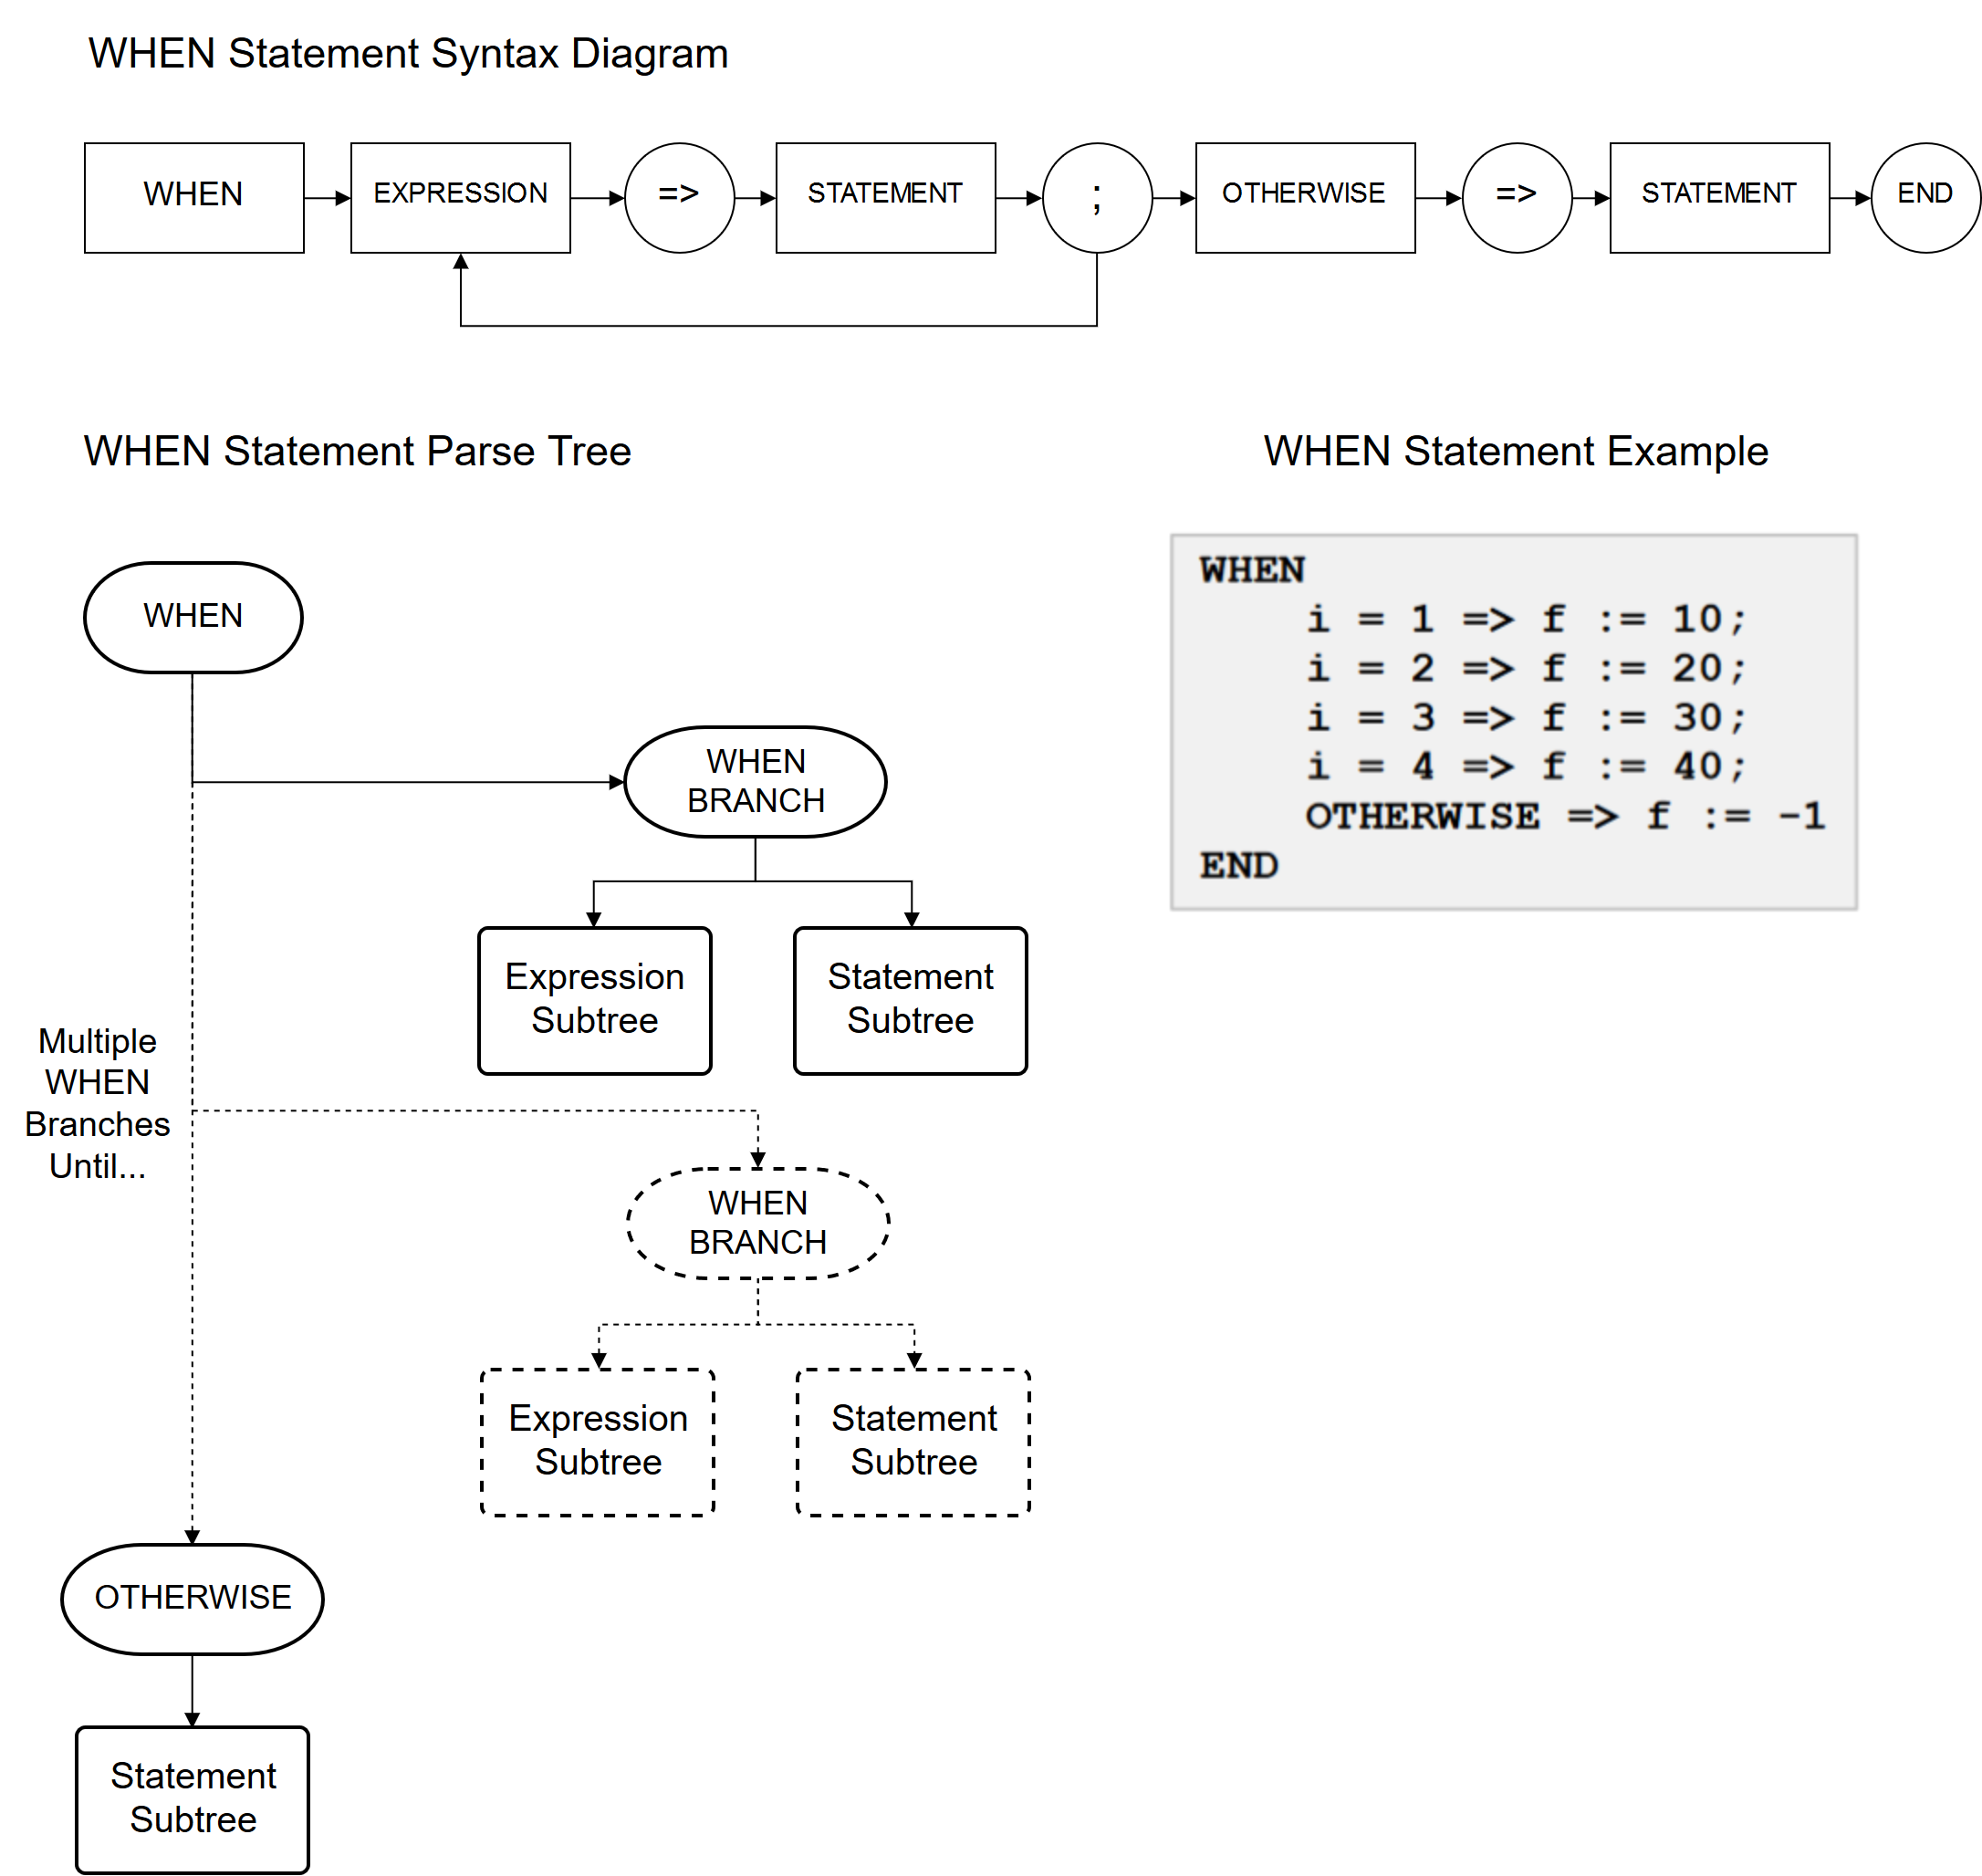 WHEN Statement Syntax Diagram
WHEN EXPRESSION => STATEMENT ; OTHERWISE => STATEMENT END
WHEN Statement Parse Tree
WHEN
WHEN
BRANCH
Expression
Subtree
Statement
Subtree
Multiple
WHEN
Branches
Until...
WHEN
BRANCH
Expression
Subtree
Statement
Subtree
OTHERWISE
Statement
Subtree
WHEN Statement Example
WHEN
i = 1 => f := 10;
i = 2 => f := 20;
i = 3 => f := 30;
i = 4 => f := 40;
OTHERWISE => f := -1
END